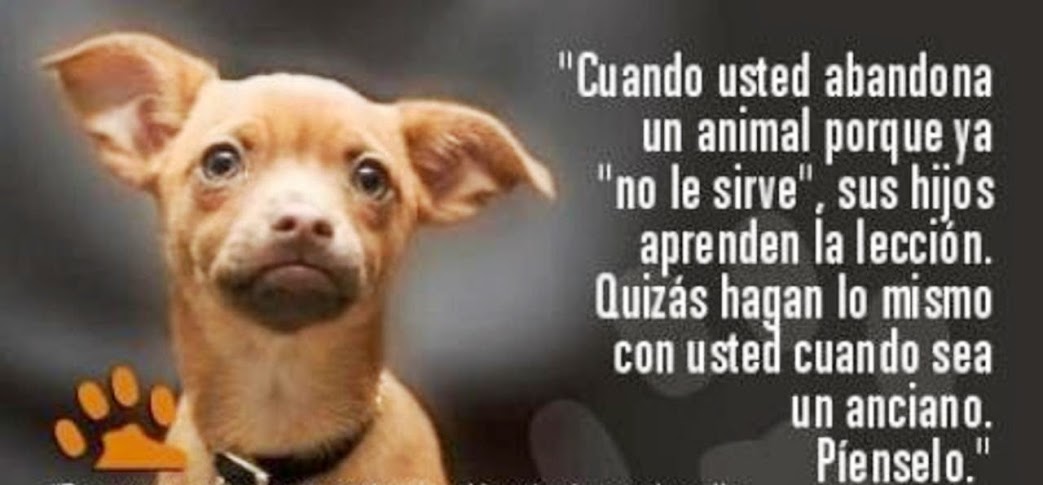 "Cuando usted abandona
un animal porque ya
"no le sirve", sus hijos
aprenden la lección.
Quizás hagan lo mismo
con usted cuando sea
un anciano.
Píenselo."